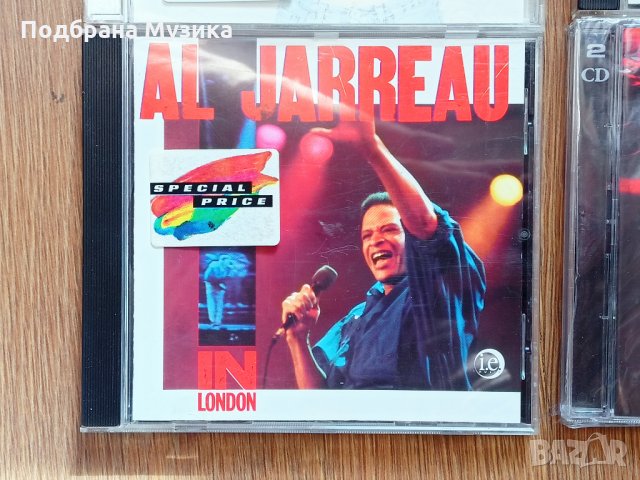 Подбрана Музика
AL JARREAU
2
CD
SPECIAL
PRICE
i.e.
IN
LONDON
BAZAR